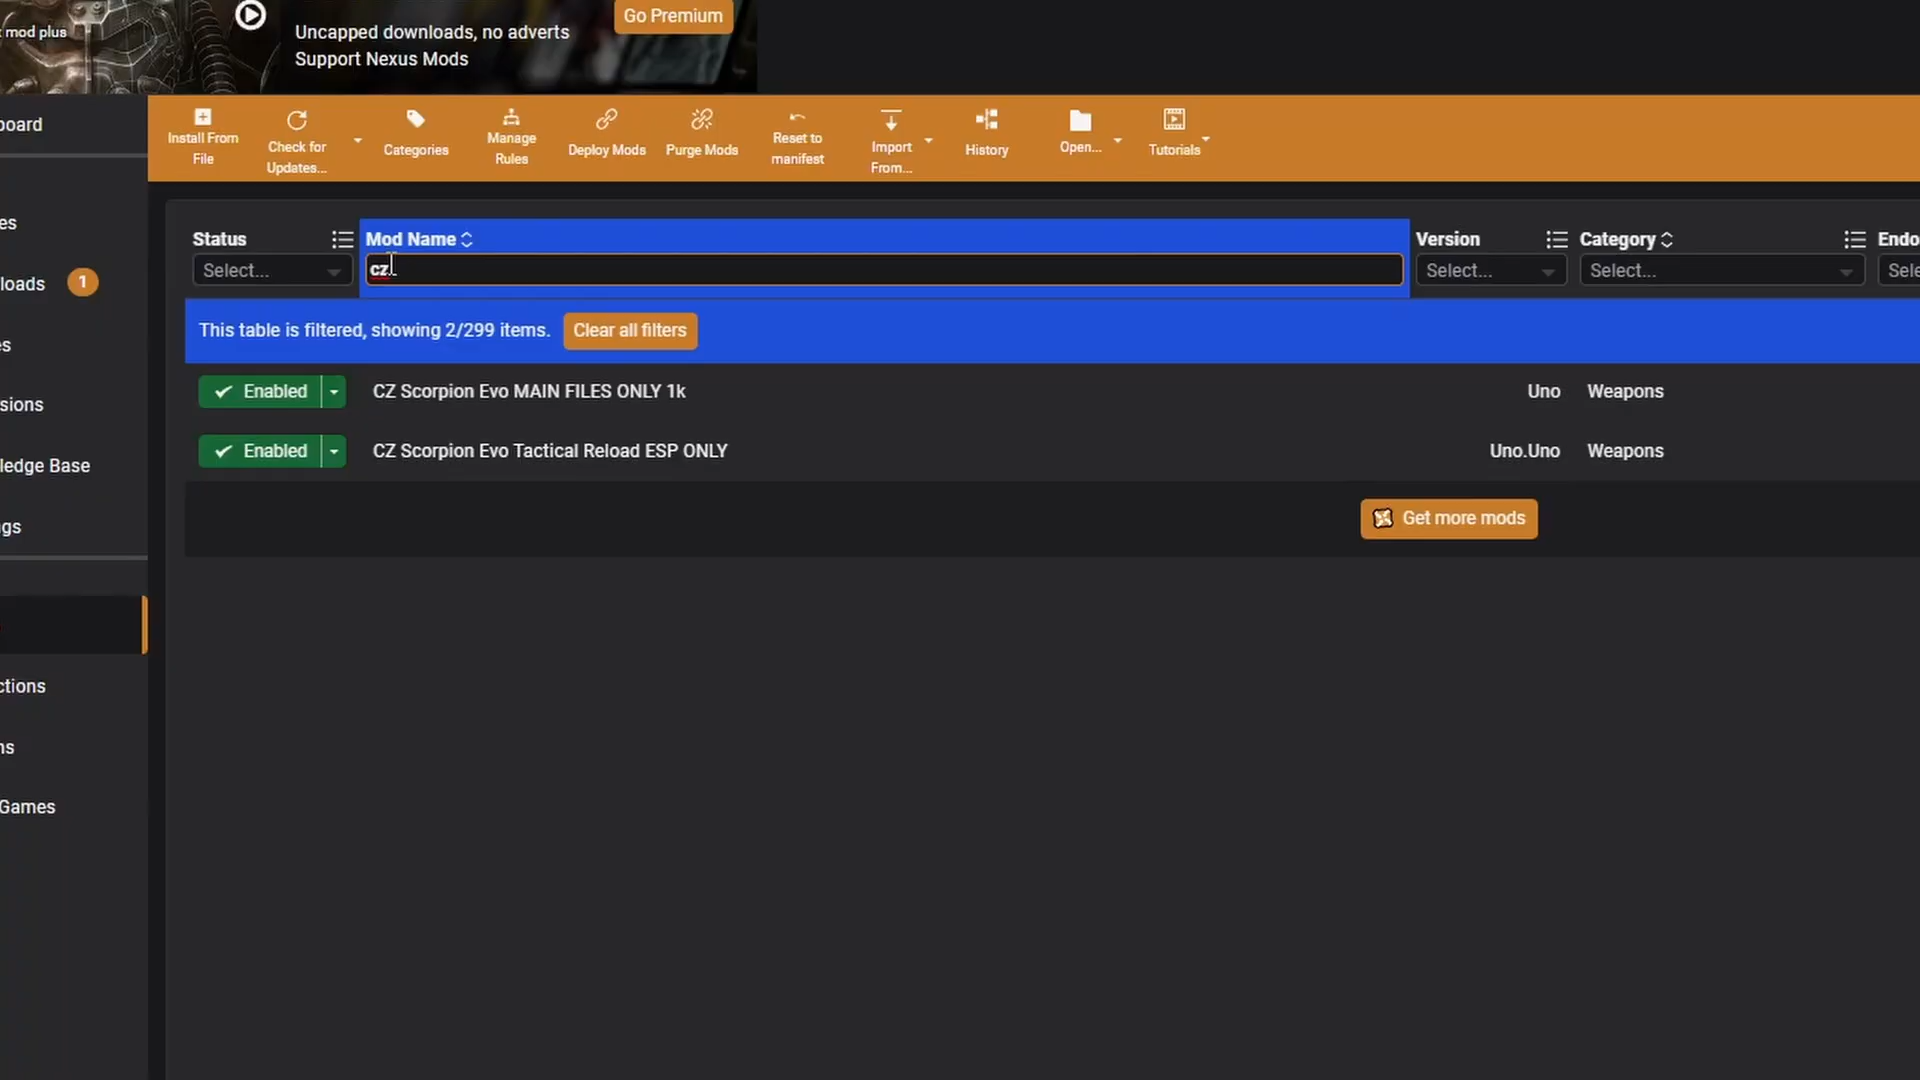 mod plus
Uncapped downloads, no adverts
Support Nexus Mods
Go Premium
Install From
File
Check for
Updates...
Categories
Manage
Rules
Deploy Mods
Purge Mods
Reset to
manifest
Import
From...
History
Open...
Tutorials
board
es
loads
1
es
sions
ledge Base
gs
ctions
ns
Games
Status
Mod Name
Version
Category
Endo
Select...
cz
Select...
Select...
Sele
This table is filtered, showing 2/299 items.
Clear all filters
Enabled
CZ Scorpion Evo MAIN FILES ONLY 1k
Uno
Weapons
Enabled
CZ Scorpion Evo Tactical Reload ESP ONLY
Uno.Uno
Weapons
Get more mods